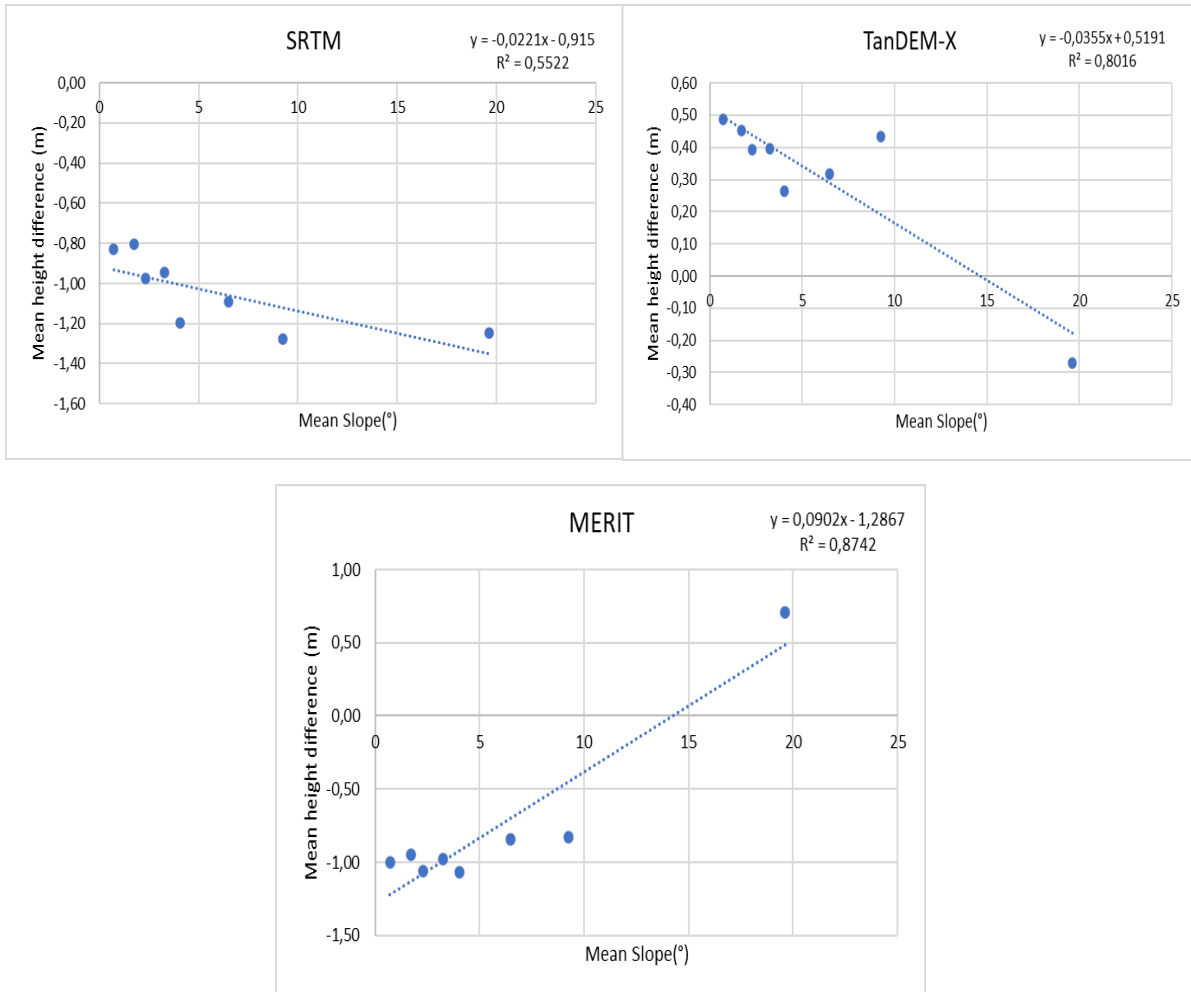 SRTM
y = -0,0221x - 0,915
R² = 0,5522
0,00
-0,20
-0,40
-0,60
-0,80
-1,00
-1,20
-1,40
-1,60
0 5 10 15 20 25
Mean height difference (m)
Mean Slope(°)
TanDEM-X
y = -0,0355x + 0,5191
R² = 0,8016
0,60
0,50
0,40
0,30
0,20
0,10
0,00
-0,10
-0,20
-0,30
-0,40
0 5 10 15 20 25
Mean height difference (m)
Mean Slope(°)
MERIT
y = 0,0902x - 1,2867
R² = 0,8742
1,00
0,50
0,00
-0,50
-1,00
-1,50
0 5 10 15 20 25
Mean height difference (m)
Mean Slope(°)